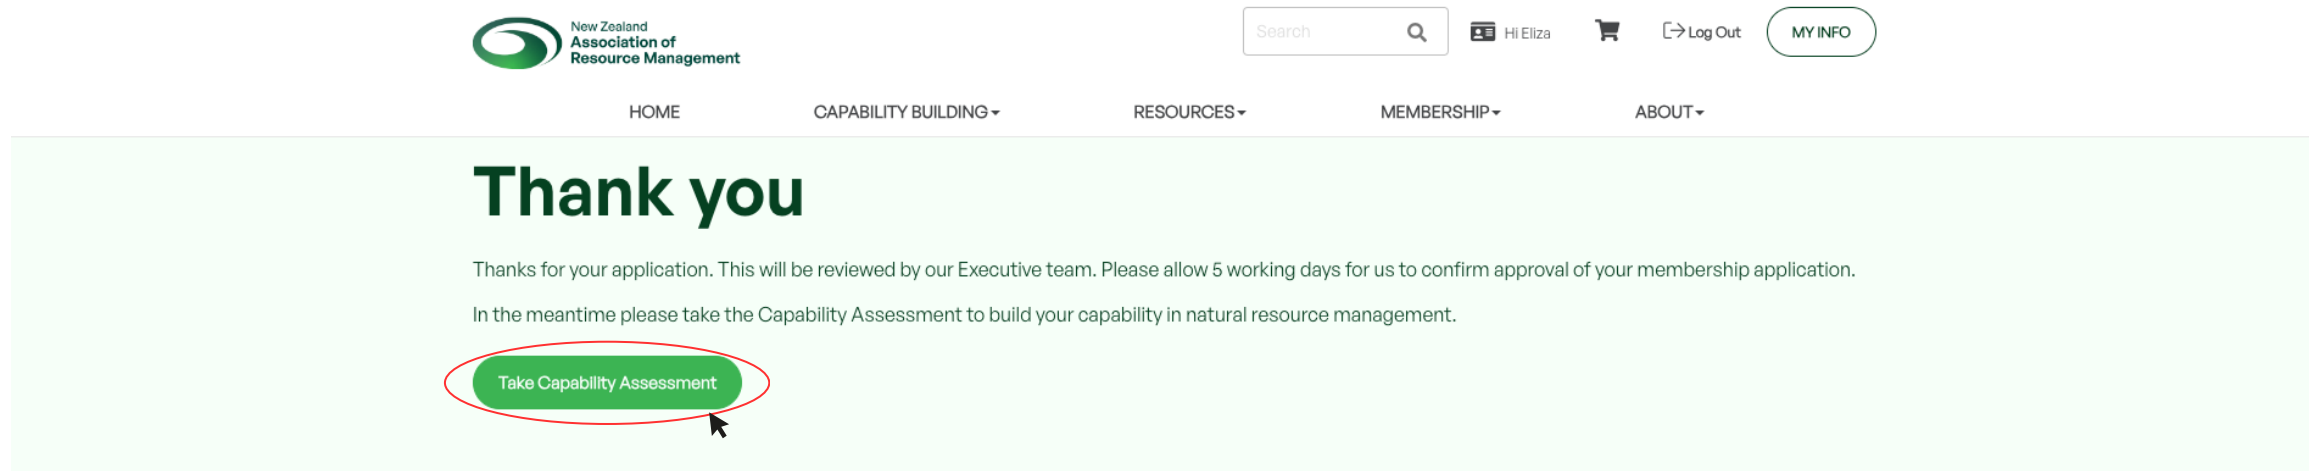 New Zealand
Association of
Resource Management
Search
Hi Eliza
Log Out
MY INFO
HOME
CAPABILITY BUILDING
RESOURCES
MEMBERSHIP
ABOUT
Thank you
Thanks for your application. This will be reviewed by our Executive team. Please allow 5 working days for us to confirm approval of your membership application.
In the meantime please take the Capability Assessment to build your capability in natural resource management.
Take Capability Assessment